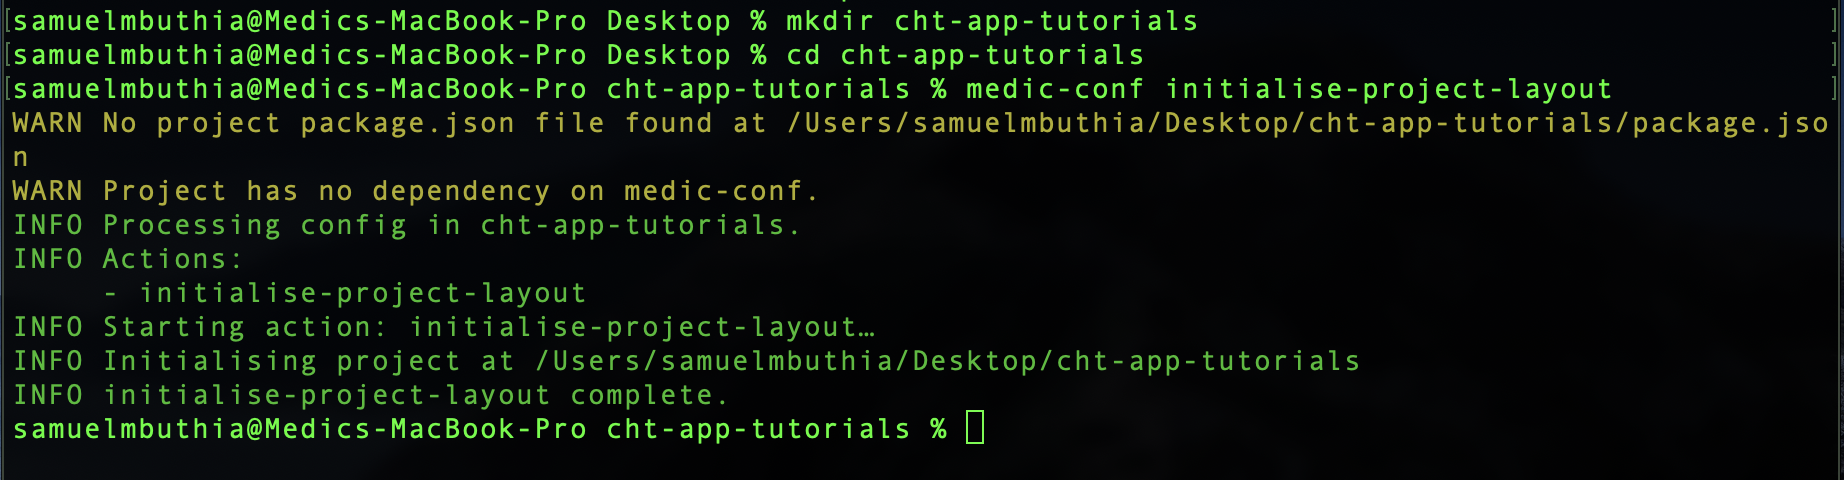 [samuelmbuthia@Medics-MacBook-Pro Desktop % mkdir cht-app-tutorials ]
[samuelmbuthia@Medics-MacBook-Pro Desktop % cd cht-app-tutorials ]
[samuelmbuthia@Medics-MacBook-Pro cht-app-tutorials % medic-conf initialise-project-layout ]
WARN No project package.json file found at /Users/samuelmbuthia/Desktop/cht-app-tutorials/package.jso
n
WARN Project has no dependency on medic-conf.
INFO Processing config in cht-app-tutorials.
INFO Actions:
     - initialise-project-layout
INFO Starting action: initialise-project-layout…
INFO Initialising project at /Users/samuelmbuthia/Desktop/cht-app-tutorials
INFO initialise-project-layout complete.
samuelmbuthia@Medics-MacBook-Pro cht-app-tutorials %